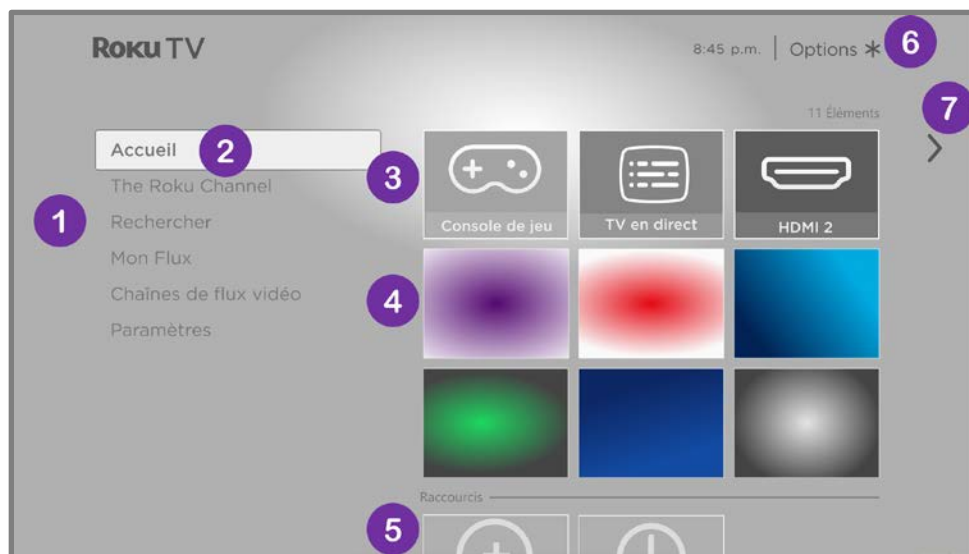 Roku TV
8:45 p.m. | Options *
6
7
11 Éléments
Accueil
2
The Roku Channel
1
Rechercher
Mon Flux
Chaînes de flux vidéo
Paramètres
3
Console de jeu
TV en direct
HDMI 2
4
Raccourcis
5